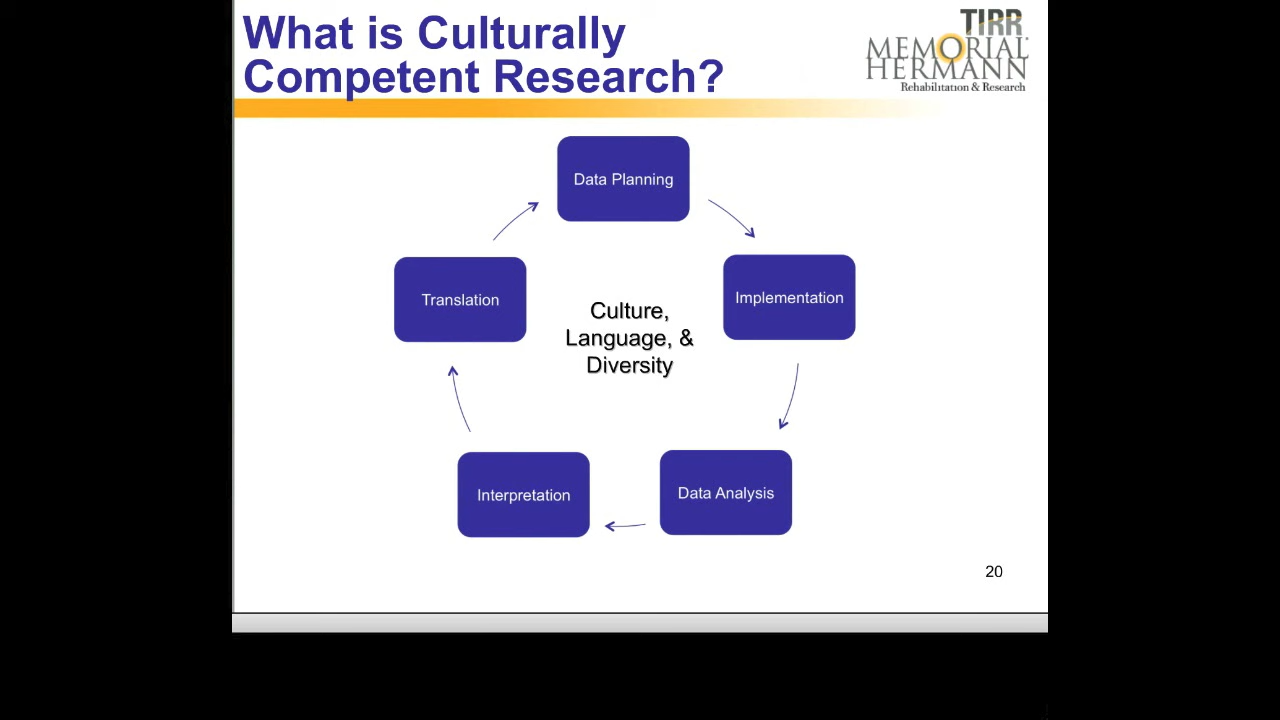 What is Culturally
Competent Research?
TIRR
MEMORIAL
HERMANN
Rehabilitation & Research
Data Planning
Implementation
Translation
Culture,
Language, &
Diversity
Interpretation
Data Analysis
20